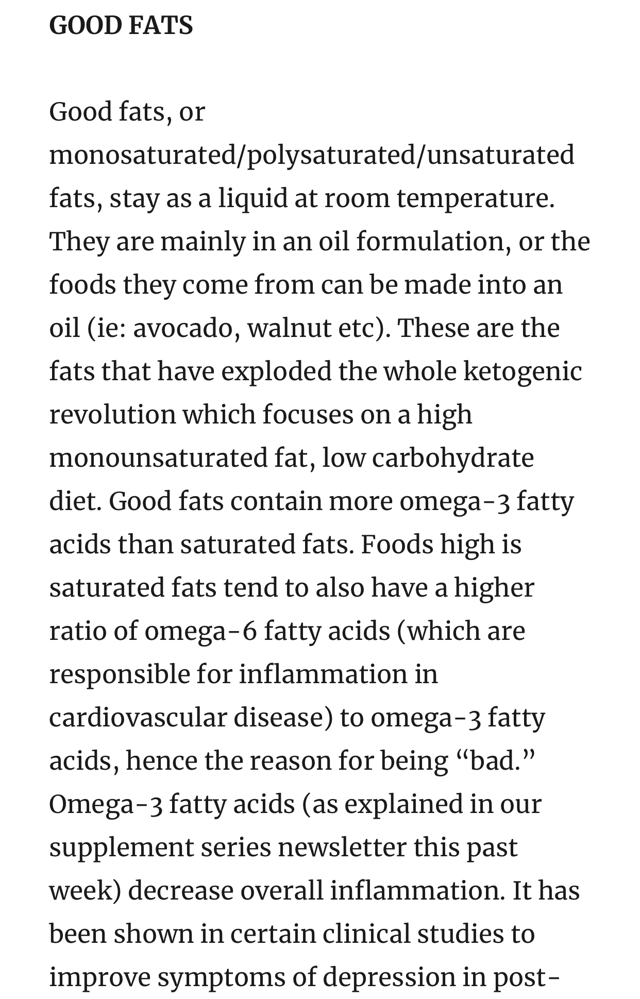 GOOD FATS
Good fats, or
monosaturated/polysaturated/unsaturated
fats, stay as a liquid at room temperature.
They are mainly in an oil formulation, or the
foods they come from can be made into an
oil (ie: avocado, walnut etc). These are the
fats that have exploded the whole ketogenic
revolution which focuses on a high
monounsaturated fat, low carbohydrate
diet. Good fats contain more omega-3 fatty
acids than saturated fats. Foods high is
saturated fats tend to also have a higher
ratio of omega-6 fatty acids (which are
responsible for inflammation in
cardiovascular disease) to omega-3 fatty
acids, hence the reason for being “bad.”
Omega-3 fatty acids (as explained in our
supplement series newsletter this past
week) decrease overall inflammation. It has
been shown in certain clinical studies to
improve symptoms of depression in post-